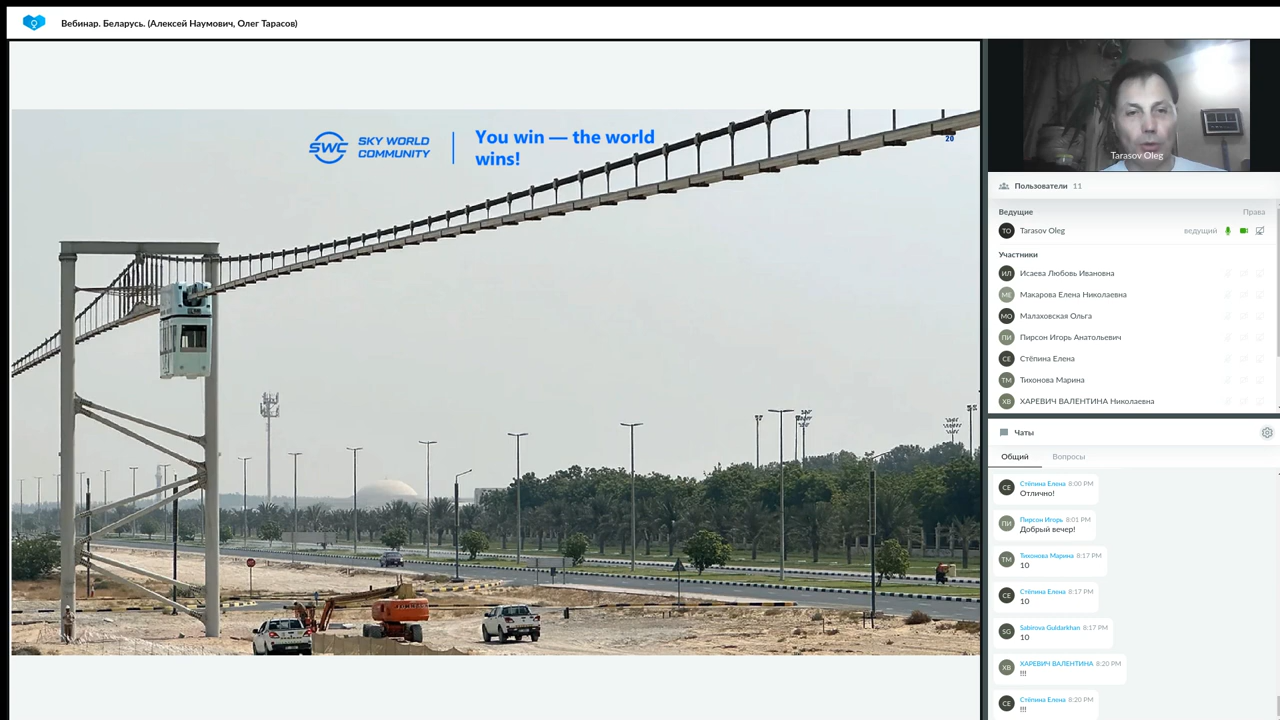 Вебинар. Беларусь. (Алексей Наумович, Олег Тарасов)
SWC
SKY WORLD
COMMUNITY
You win — the world
wins!
20
Tarasov Oleg
Пользователи 11
Ведущие Права
TO Tarasov Oleg ведущий
Участники
ИЛ Исаева Любовь Ивановна
МЕ Макарова Елена Николаевна
МО Малаховская Ольга
ПИ Пирсон Игорь Анатольевич
СЕ Стёпина Елена
ТМ Тихонова Марина
ХВ ХАРЕВИЧ ВАЛЕНТИНА Николаевна
Чаты
Общий Вопросы
СЕ Стёпина Елена 8:00 PM
Отлично!
ПИ Пирсон Игорь 8:01 PM
Добрый вечер!
ТМ Тихонова Марина 8:17 PM
10
СЕ Стёпина Елена 8:17 PM
10
SG Sabirova Guldarkhan 8:17 PM
10
ХВ ХАРЕВИЧ ВАЛЕНТИНА 8:20 PM
!!!
СЕ Стёпина Елена 8:20 PM
!!!